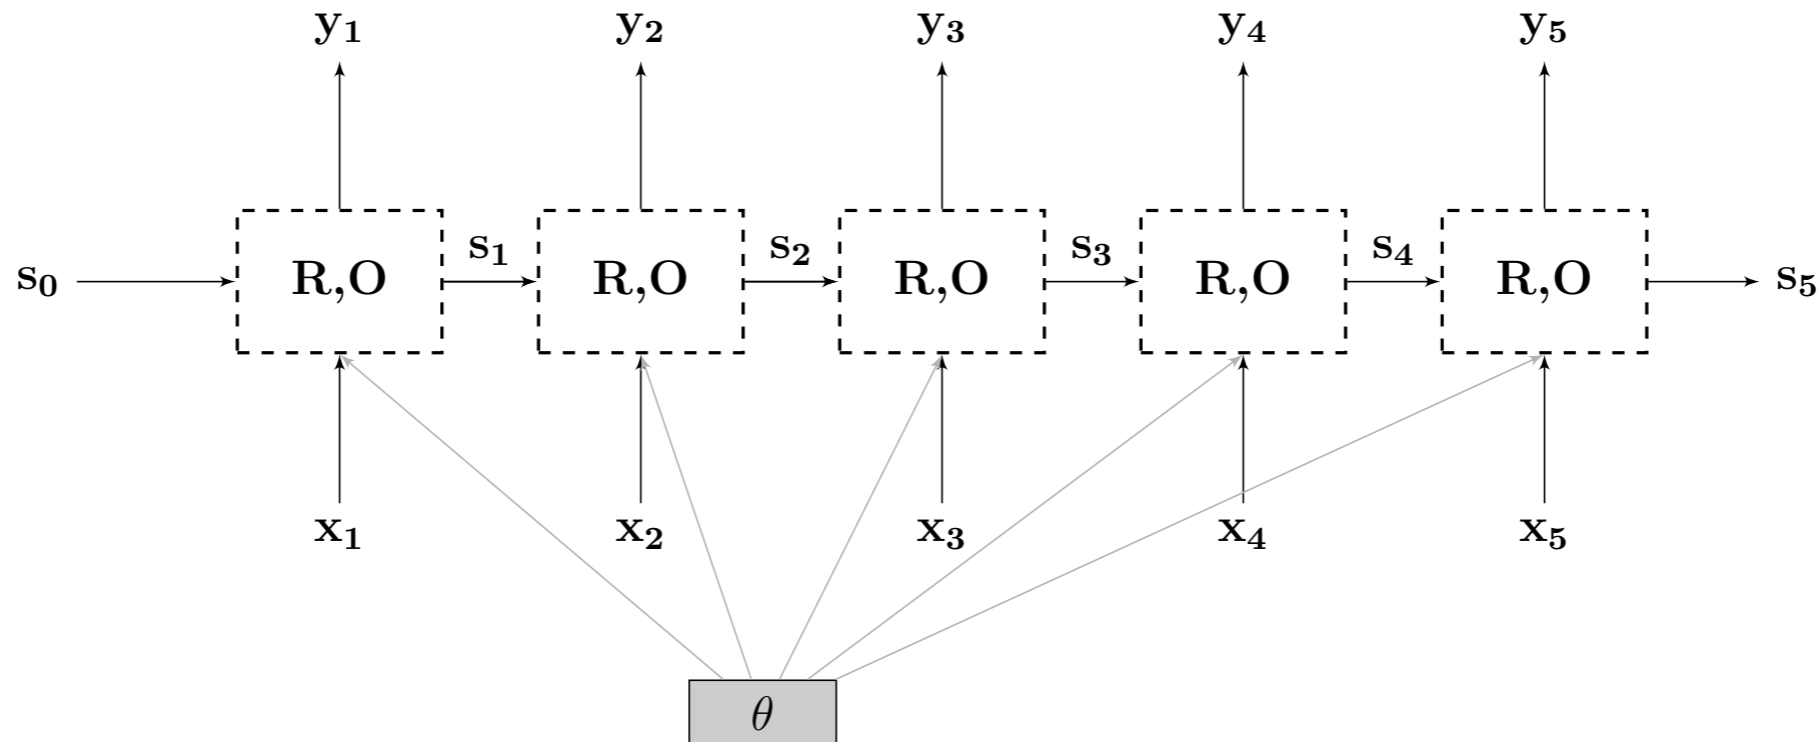 y₁ y₂ y₃ y₄ y₅
s₁ s₂ s₃ s₄
s₀ R,O R,O R,O R,O R,O s₅
x₁ x₂ x₃ x₄ x₅
θ